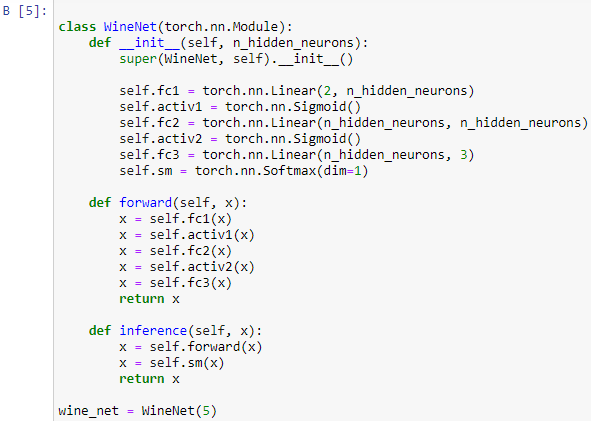 B [5]:
class WineNet(torch.nn.Module):
    def __init__(self, n_hidden_neurons):
        super(WineNet, self).__init__()

        self.fc1 = torch.nn.Linear(2, n_hidden_neurons)
        self.activ1 = torch.nn.Sigmoid()
        self.fc2 = torch.nn.Linear(n_hidden_neurons, n_hidden_neurons)
        self.activ2 = torch.nn.Sigmoid()
        self.fc3 = torch.nn.Linear(n_hidden_neurons, 3)
        self.sm = torch.nn.Softmax(dim=1)

    def forward(self, x):
        x = self.fc1(x)
        x = self.activ1(x)
        x = self.fc2(x)
        x = self.activ2(x)
        x = self.fc3(x)
        return x

    def inference(self, x):
        x = self.forward(x)
        x = self.sm(x)
        return x

wine_net = WineNet(5)